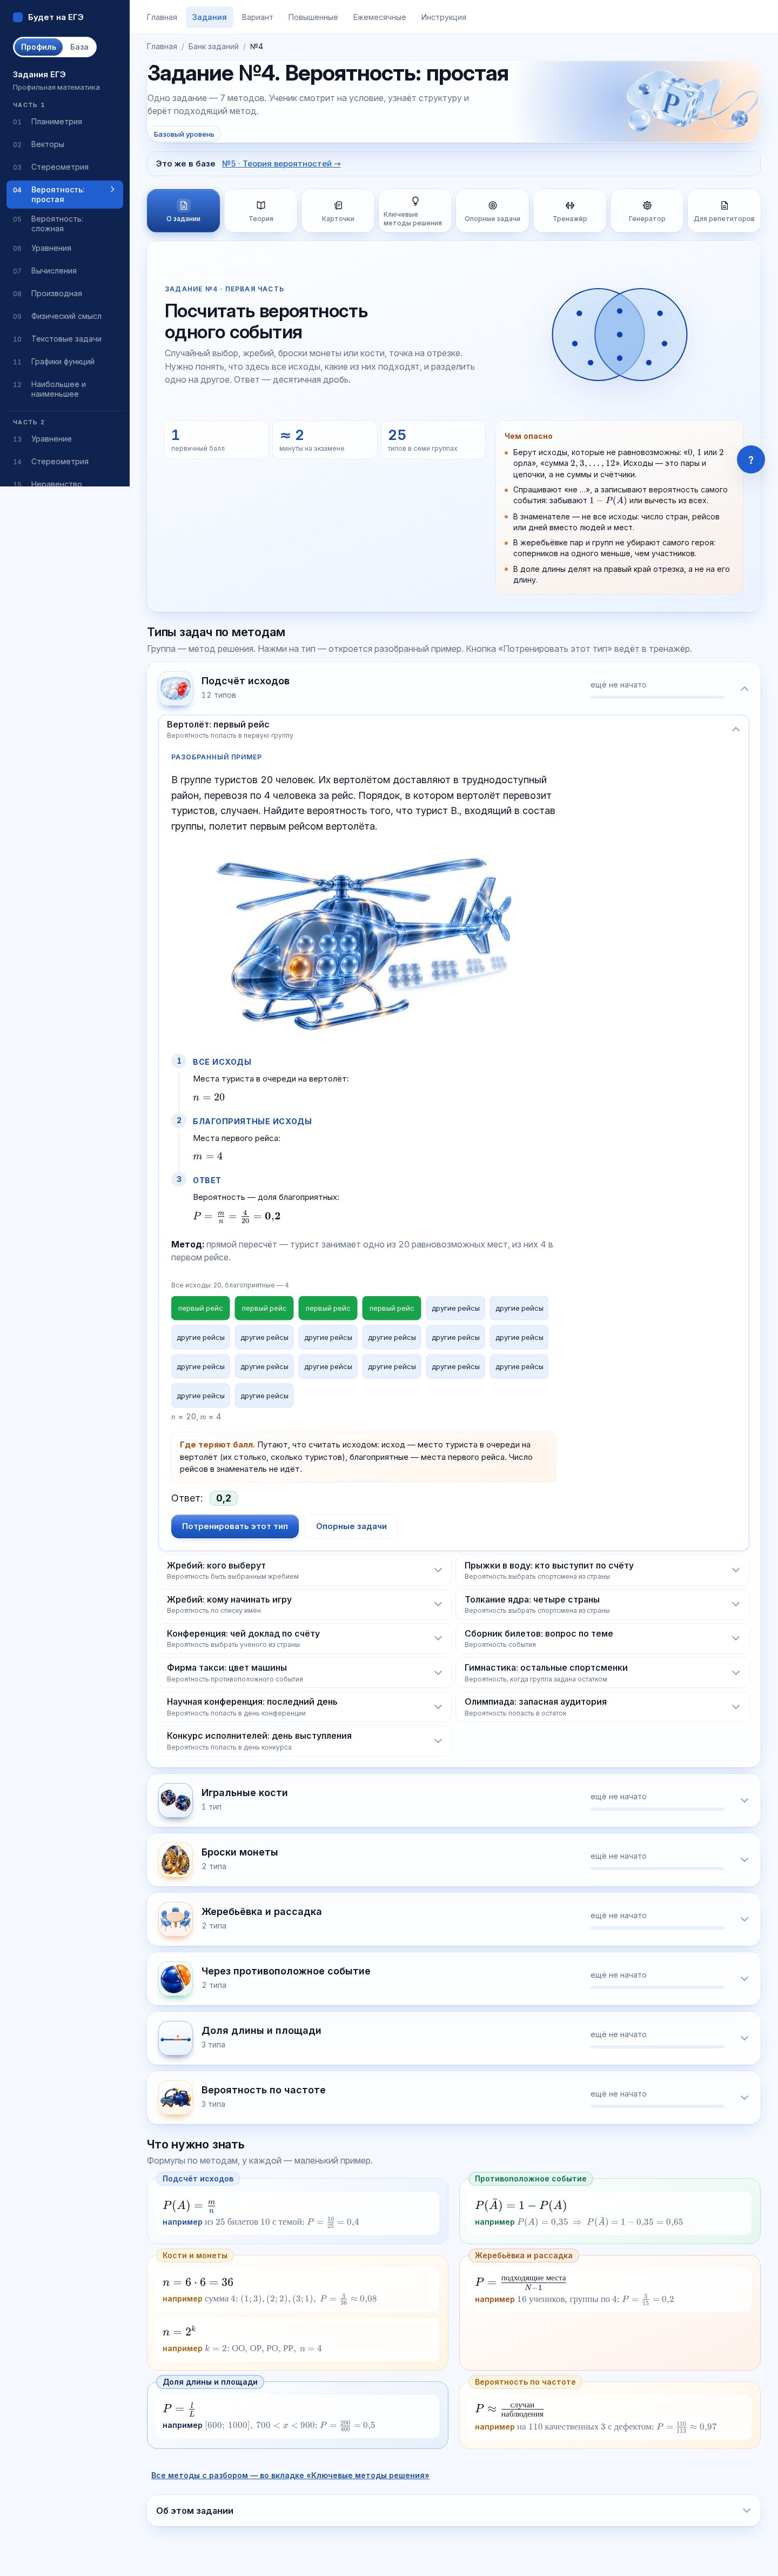 Будет на ЕГЭ
Профиль База
Задания ЕГЭ
Профильная математика
ЧАСТЬ 1
01 Планиметрия
02 Векторы
03 Стереометрия
04 Вероятность:
простая
05 Вероятность:
сложная
06 Уравнения
07 Вычисления
08 Производная
09 Физический смысл
10 Текстовые задачи
11 Графики функций
12 Наибольшее и
наименьшее
ЧАСТЬ 2
13 Уравнение
14 Стереометрия
15 Неравенство
Главная Задания Вариант Повышенные Ежемесячные Инструкция
Главная / Банк заданий / №4
Задание №4. Вероятность: простая
Одно задание — 7 методов. Ученик смотрит на условие, узнаёт структуру и
берёт подходящий метод.
Базовый уровень
P
Это же в базе №5 · Теория вероятностей →
О задании
Теория
Карточки
Ключевые
методы решения
Опорные задачи
Тренажёр
Генератор
Для репетиторов
ЗАДАНИЕ №4 · ПЕРВАЯ ЧАСТЬ
Посчитать вероятность
одного события
Случайный выбор, жребий, броски монеты или кости, точка на отрезке.
Нужно понять, что здесь все исходы, какие из них подходят, и разделить
одно на другое. Ответ — десятичная дробь.
1
первичный балл
≈ 2
минуты на экзамене
25
типов в семи группах
Чем опасно
Берут исходы, которые не равновозможны: «0, 1 или 2
орла», «сумма 2, 3, . . . , 12». Исходы — это пары и
цепочки, а не суммы и счётчики.
Спрашивают «не …», а записывают вероятность самого
события: забывают 1 − P(A) или вычесть из всех.
В знаменателе — не все исходы: число стран, рейсов
или дней вместо людей и мест.
В жеребьёвке пар и групп не убирают самого героя:
соперников на одного меньше, чем участников.
В доле длины делят на правый край отрезка, а не на его
длину.
?
Типы задач по методам
Группа — метод решения. Нажми на тип — откроется разобранный пример. Кнопка «Потренировать этот тип» ведёт в тренажёр.
Подсчёт исходов
12 типов
ещё не начато
Вертолёт: первый рейс
Вероятность попасть в первую группу
РАЗОБРАННЫЙ ПРИМЕР
В группе туристов 20 человек. Их вертолётом доставляют в труднодоступный
район, перевозя по 4 человека за рейс. Порядок, в котором вертолёт перевозит
туристов, случаен. Найдите вероятность того, что турист В., входящий в состав
группы, полетит первым рейсом вертолёта.
1 ВСЕ ИСХОДЫ
Места туриста в очереди на вертолёт:
n = 20
2 БЛАГОПРИЯТНЫЕ ИСХОДЫ
Места первого рейса:
m = 4
3 ОТВЕТ
Вероятность — доля благоприятных:
P = m/n = 4/20 = 0,2
Метод: прямой пересчёт — турист занимает одно из 20 равновозможных мест, из них 4 в
первом рейсе.
Все исходы: 20, благоприятные — 4
первый рейс первый рейс первый рейс первый рейс другие рейсы другие рейсы
другие рейсы другие рейсы другие рейсы другие рейсы другие рейсы другие рейсы
другие рейсы другие рейсы другие рейсы другие рейсы другие рейсы другие рейсы
другие рейсы другие рейсы
n = 20, m = 4
Где теряют балл. Путают, что считать исходом: исход — место туриста в очереди на
вертолёт (их столько, сколько туристов), благоприятные — места первого рейса. Число
рейсов в знаменатель не идёт.
Ответ: 0,2
Потренировать этот тип Опорные задачи
Жребий: кого выберут
Вероятность быть выбранным жребием
Прыжки в воду: кто выступит по счёту
Вероятность выбрать спортсмена из страны
Жребий: кому начинать игру
Вероятность по списку имён
Толкание ядра: четыре страны
Вероятность выбрать спортсмена из страны
Конференция: чей доклад по счёту
Вероятность выбрать учёного из страны
Сборник билетов: вопрос по теме
Вероятность события
Фирма такси: цвет машины
Вероятность противоположного события
Гимнастика: остальные спортсменки
Вероятность, когда группа задана остатком
Научная конференция: последний день
Вероятность попасть в день конференции
Олимпиада: запасная аудитория
Вероятность попасть в остаток
Конкурс исполнителей: день выступления
Вероятность попасть в день конкурса
Игральные кости
1 тип
ещё не начато
Броски монеты
2 типа
ещё не начато
Жеребьёвка и рассадка
2 типа
ещё не начато
Через противоположное событие
2 типа
ещё не начато
Доля длины и площади
3 типа
ещё не начато
Вероятность по частоте
3 типа
ещё не начато
Что нужно знать
Формулы по методам, у каждой — маленький пример.
Подсчёт исходов
P(A) = m/n
например из 25 билетов 10 с темой: P = 10/25 = 0,4
Противоположное событие
P(Ā) = 1 − P(A)
например P(A) = 0,35 ⇒ P(Ā) = 1 − 0,35 = 0,65
Кости и монеты
n = 6 · 6 = 36
например сумма 4: (1; 3), (2; 2), (3; 1), P = 3/36 ≈ 0,08
n = 2^k
например k = 2: ОО, ОР, РО, РР, n = 4
Жеребьёвка и рассадка
P = подходящие места/N−1
например 16 учеников, группы по 4: P = 3/15 = 0,2
Доля длины и площади
P = l/L
например [600; 1000], 700 < x < 900: P = 200/400 = 0,5
Вероятность по частоте
P ≈ случаи/наблюдения
например на 110 качественных 3 с дефектом: P = 110/113 ≈ 0,97
Все методы с разбором — во вкладке «Ключевые методы решения»
Об этом задании